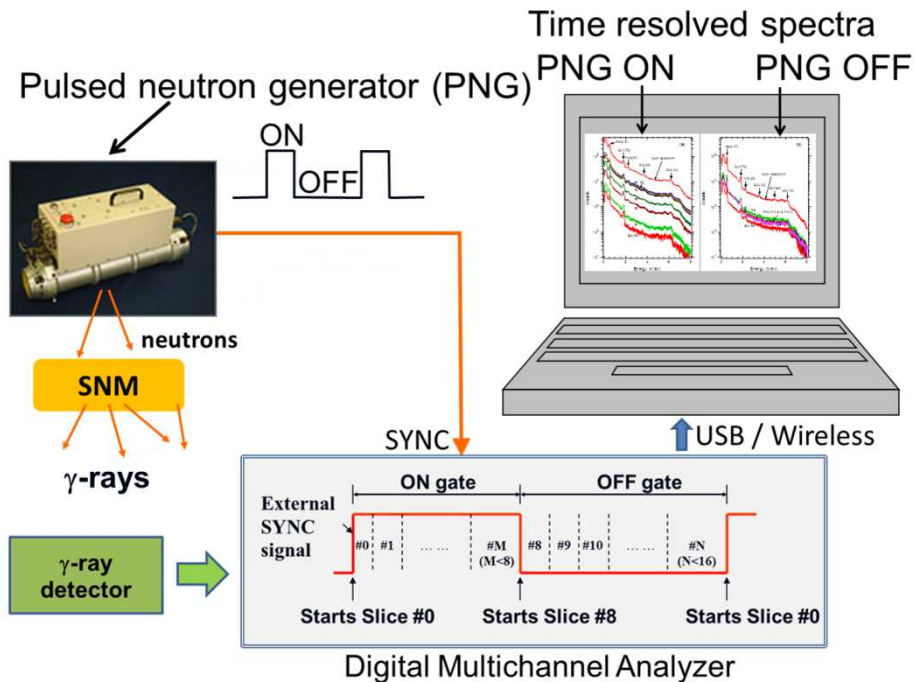 Time resolved spectra
PNG ON
PNG OFF
Pulsed neutron generator (PNG)
ON
OFF
neutrons
SNM
γ-rays
SYNC
USB / Wireless
ON gate
OFF gate
External
SYNC
signal
#0
#1
... ...
#M
(M<8)
#8
#9
#10
... ...
#N
(N<16)
Starts Slice #0
Starts Slice #8
Starts Slice #0
γ-ray
detector
Digital Multichannel Analyzer